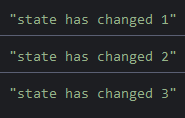 "state has changed 1"
"state has changed 2"
"state has changed 3"